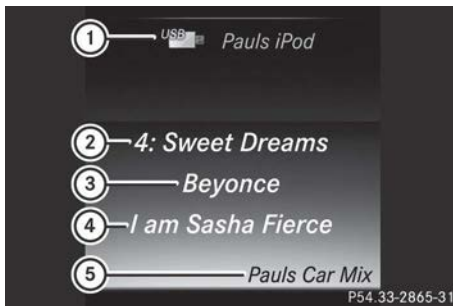 1 USB Pauls iPod
2 4: Sweet Dreams
3 Beyonce
4 I am Sasha Fierce
5 Pauls Car Mix
P54.33-2865-31